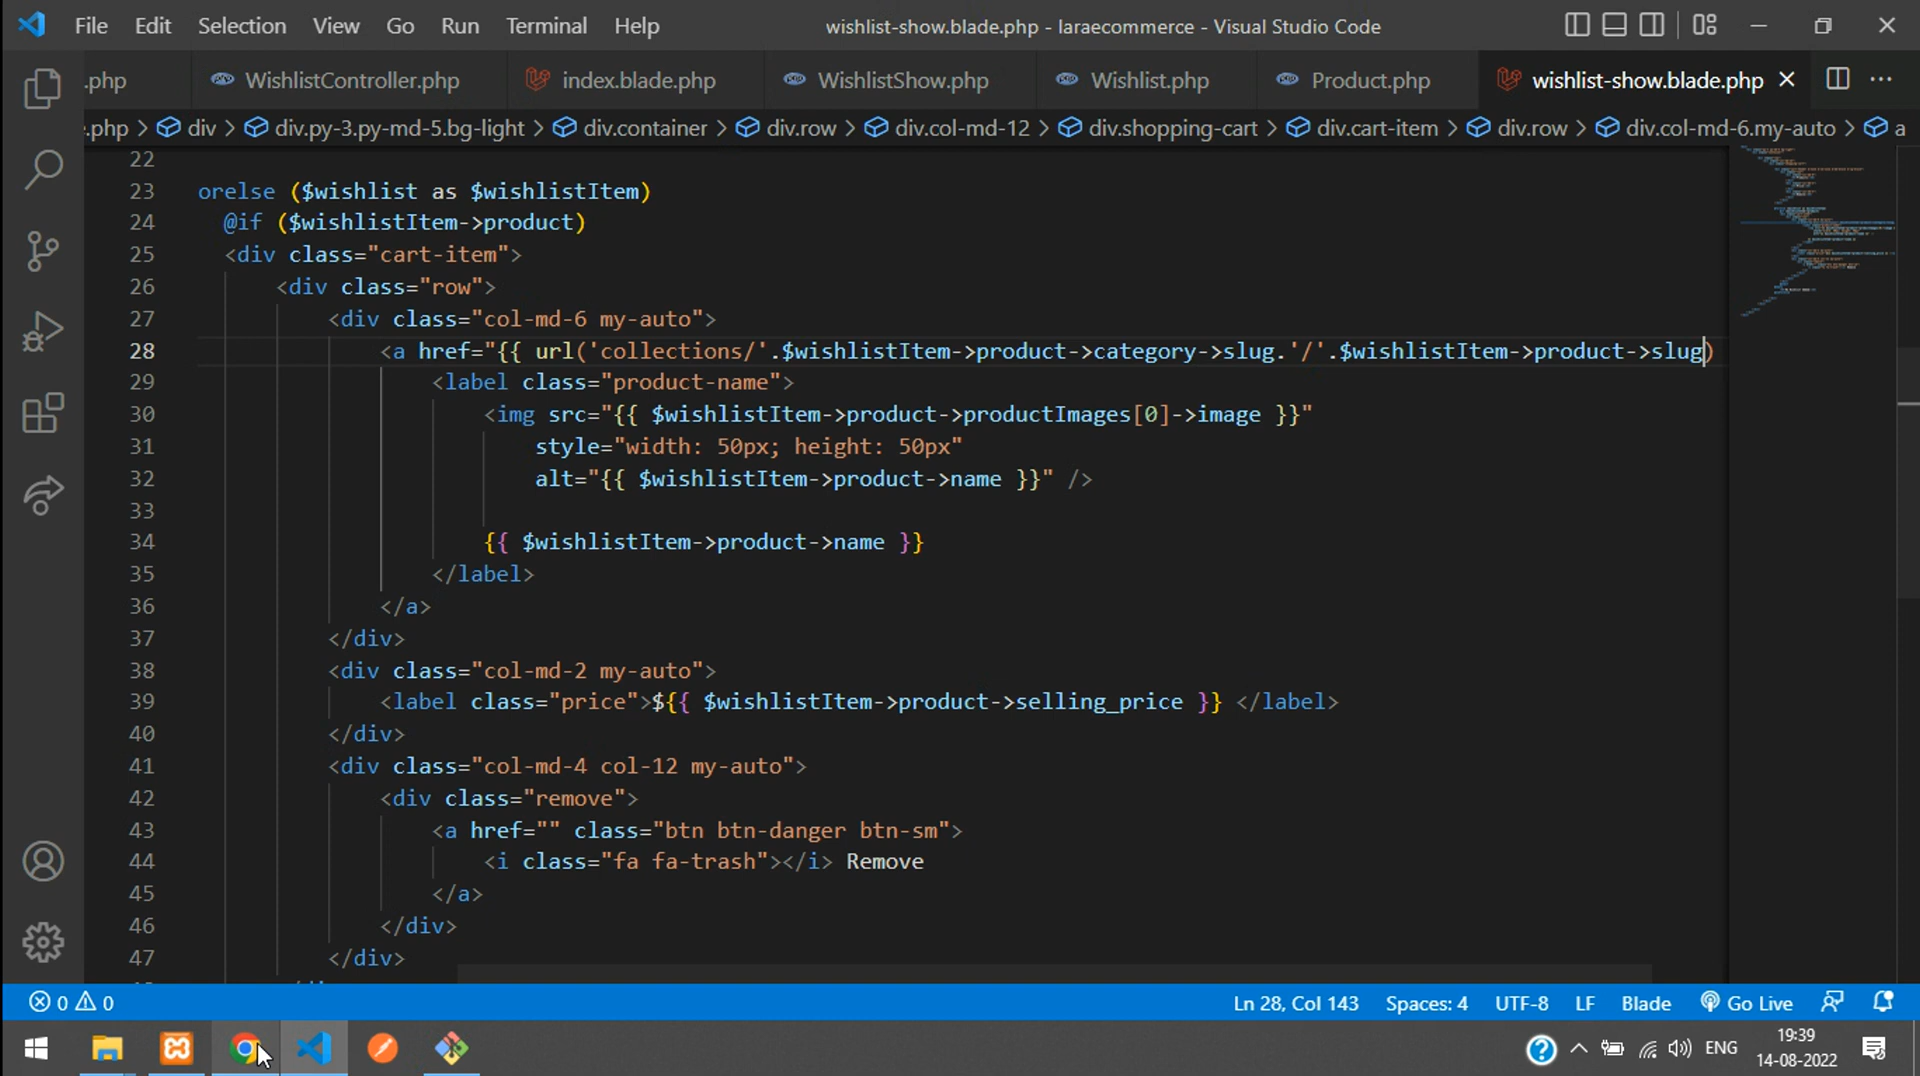 File Edit Selection View Go Run Terminal Help wishlist-show.blade.php - laraecommerce - Visual Studio Code
.php WishlistController.php index.blade.php WishlistShow.php Wishlist.php Product.php wishlist-show.blade.php
.php > div > div.py-3.py-md-5.bg-light > div.container > div.row > div.col-md-12 > div.shopping-cart > div.cart-item > div.row > div.col-md-6.my-auto > a
22
23 orelse ($wishlist as $wishlistItem)
24 @if ($wishlistItem->product)
25 <div class="cart-item">
26 <div class="row">
27 <div class="col-md-6 my-auto">
28 <a href="{{ url('collections/'.$wishlistItem->product->category->slug.'/'.$wishlistItem->product->slug)
29 <label class="product-name">
30 <img src="{{ $wishlistItem->product->productImages[0]->image }}"
31 style="width: 50px; height: 50px"
32 alt="{{ $wishlistItem->product->name }}" />
33
34 {{ $wishlistItem->product->name }}
35 </label>
36 </a>
37 </div>
38 <div class="col-md-2 my-auto">
39 <label class="price">${{ $wishlistItem->product->selling_price }} </label>
40 </div>
41 <div class="col-md-4 col-12 my-auto">
42 <div class="remove">
43 <a href="" class="btn btn-danger btn-sm">
44 <i class="fa fa-trash"></i> Remove
45 </a>
46 </div>
47 </div>
0 0 Ln 28, Col 143 Spaces: 4 UTF-8 LF Blade Go Live
ENG 19:39
14-08-2022